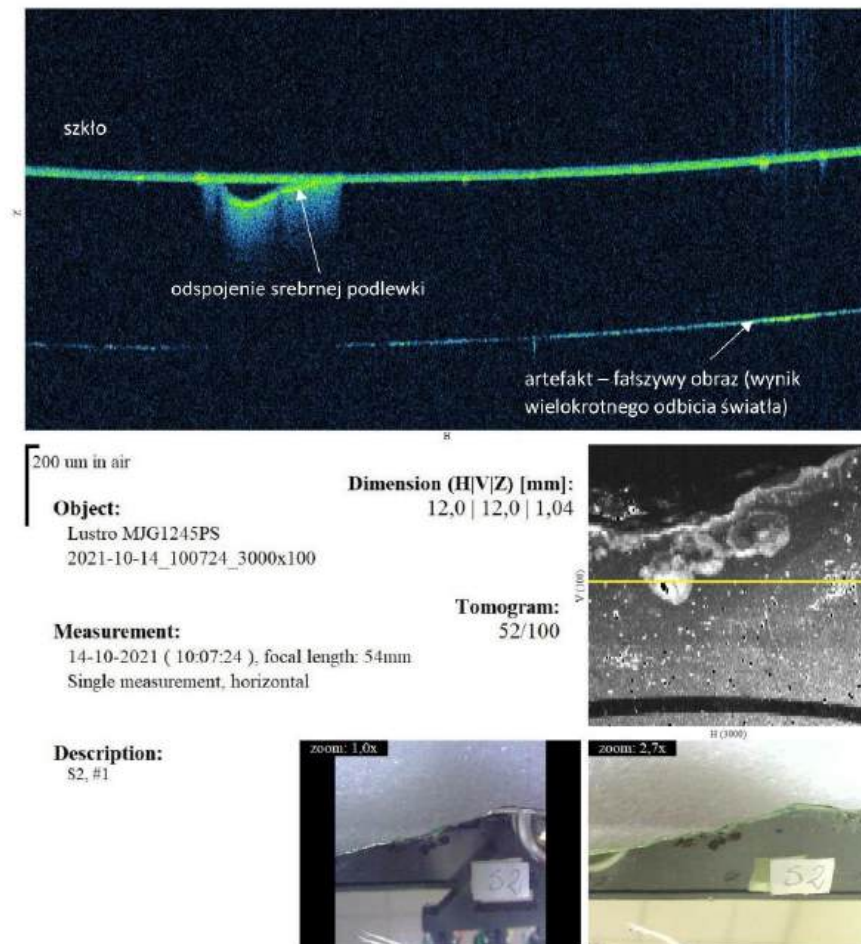 szkło
Z
odspojenie srebrnej podlewki
artefakt – fałszywy obraz (wynik
wielokrotnego odbicia światła)
H
200 um in air
Dimension (H|V|Z) [mm]:
12,0 | 12,0 | 1,04
Object:
Lustro MJG1245PS
2021-10-14_100724_3000x100
Tomogram:
52/100
Measurement:
14-10-2021 ( 10:07:24 ), focal length: 54mm
Single measurement, horizontal
V (100)
H (3000)
Description:
S2, #1
zoom: 1,0x
zoom: 2,7x
S2
S2